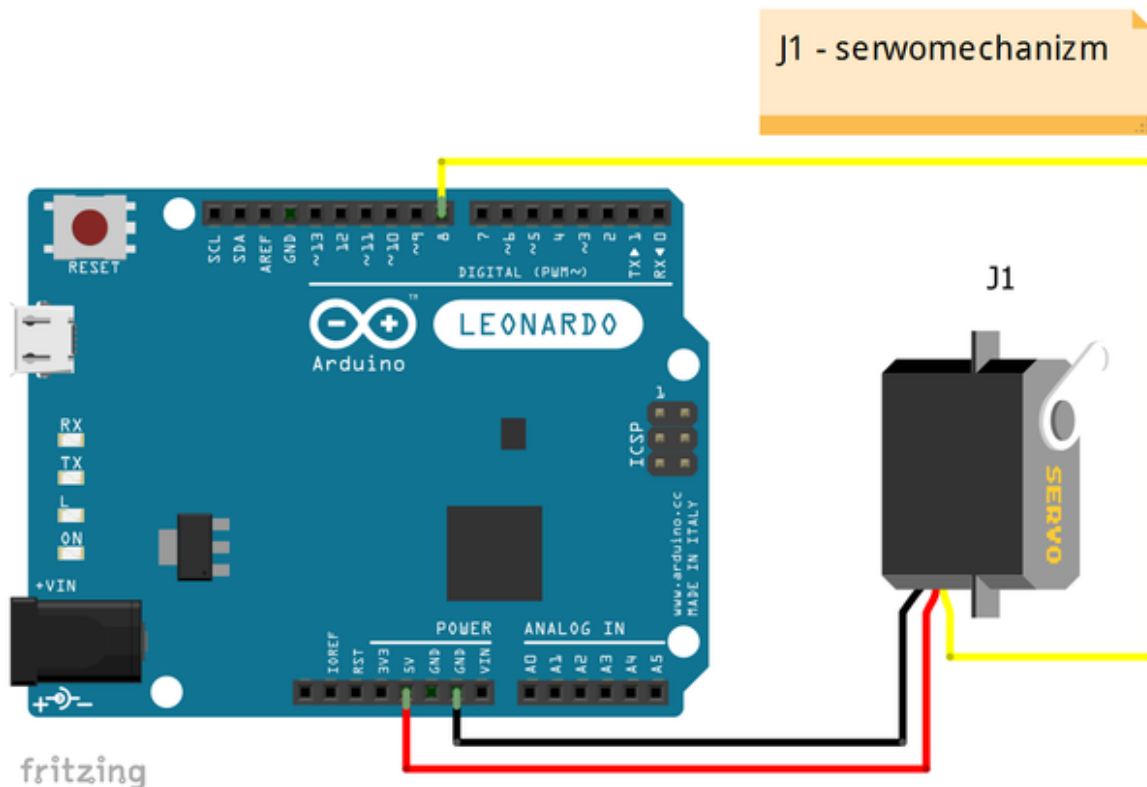 J1 - serwomechanizm
RESET
SCL
SDA
AREF
GND
~13
12
~11
~10
~9
8
7
~6
~5
4
~3
2
TX▶1
RX◀0
DIGITAL (PWM~)
TM
Arduino
LEONARDO
J1
1
ICSP
RX
TX
L
ON
www.arduino.cc
MADE IN ITALY
SERVO
+VIN
POWER
ANALOG IN
IOREF
RST
3V3
5V
GND
GND
VIN
A0
A1
A2
A3
A4
A5
fritzing